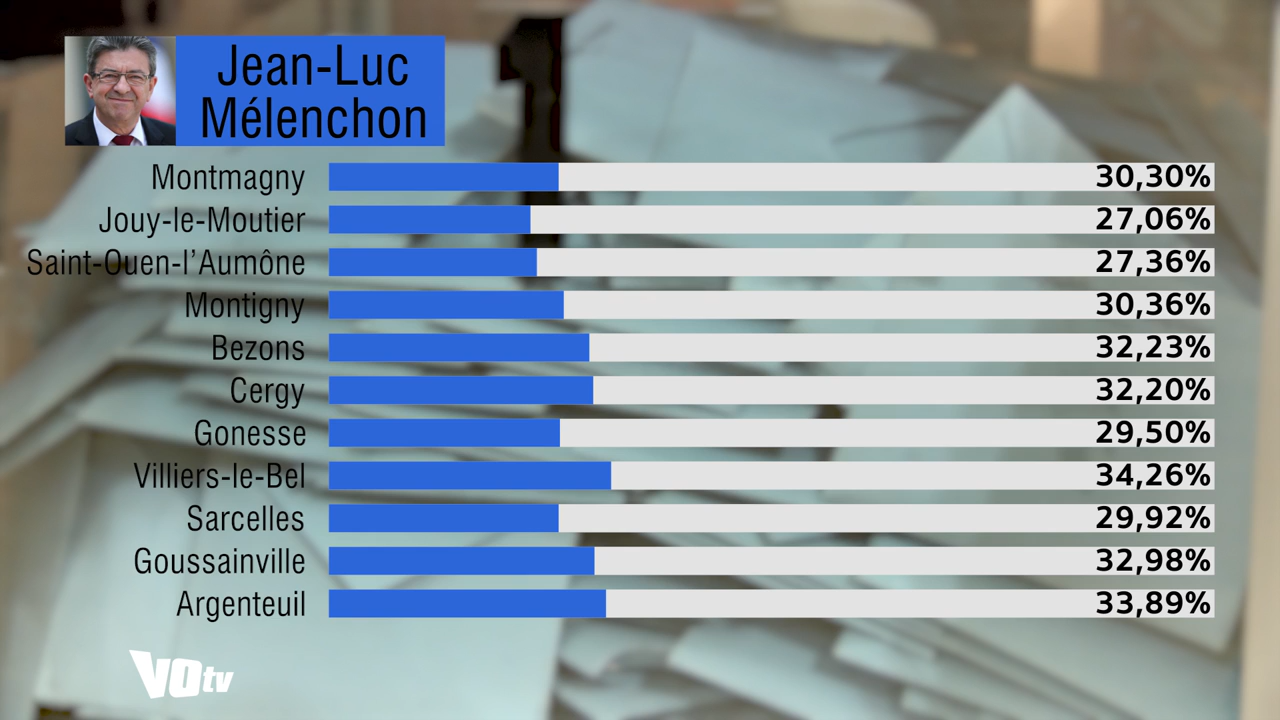 Jean-Luc
Mélenchon
Montmagny 30,30%
Jouy-le-Moutier 27,06%
Saint-Ouen-l’Aumône 27,36%
Montigny 30,36%
Bezons 32,23%
Cergy 32,20%
Gonesse 29,50%
Villiers-le-Bel 34,26%
Sarcelles 29,92%
Goussainville 32,98%
Argenteuil 33,89%
VOtv